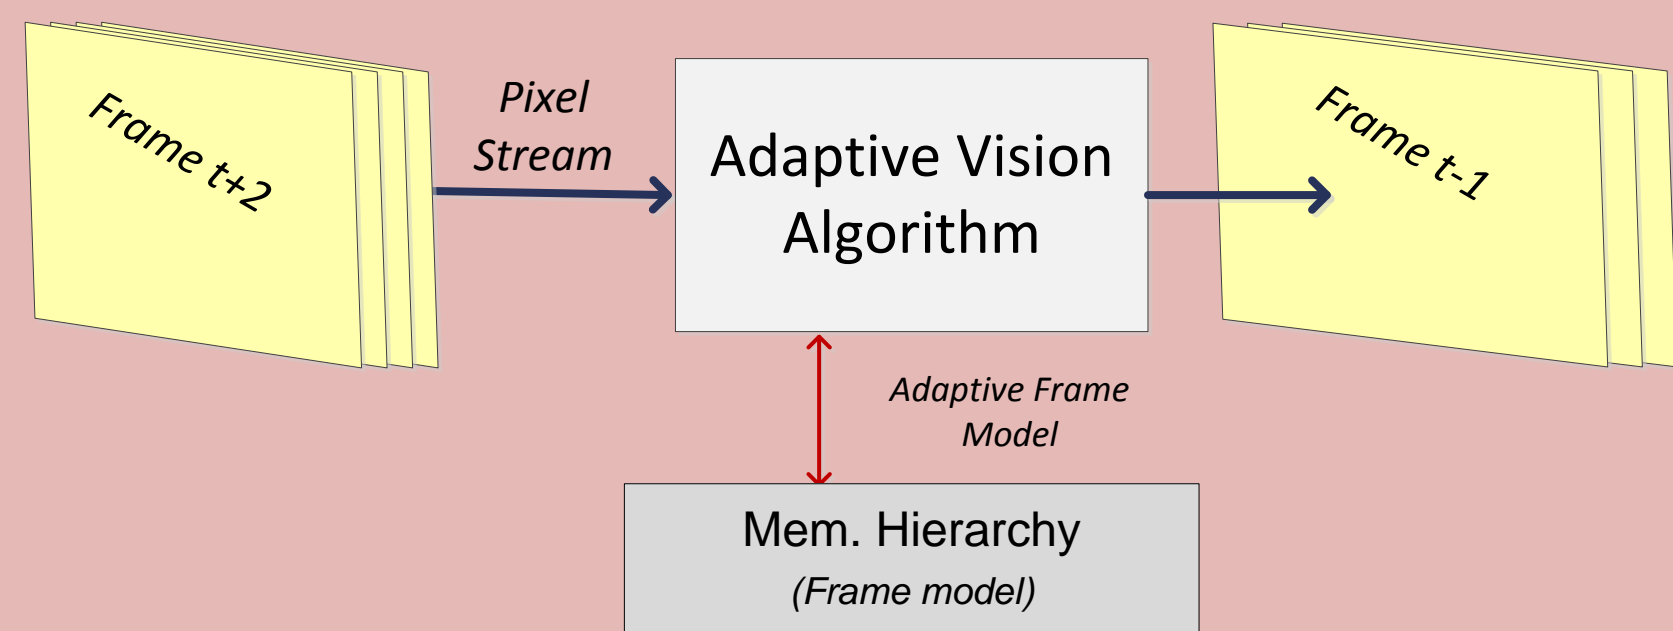 Frame t+2
Pixel
Stream
Adaptive Vision
Algorithm
Frame t-1
Adaptive Frame
Model
Mem. Hierarchy
(Frame model)